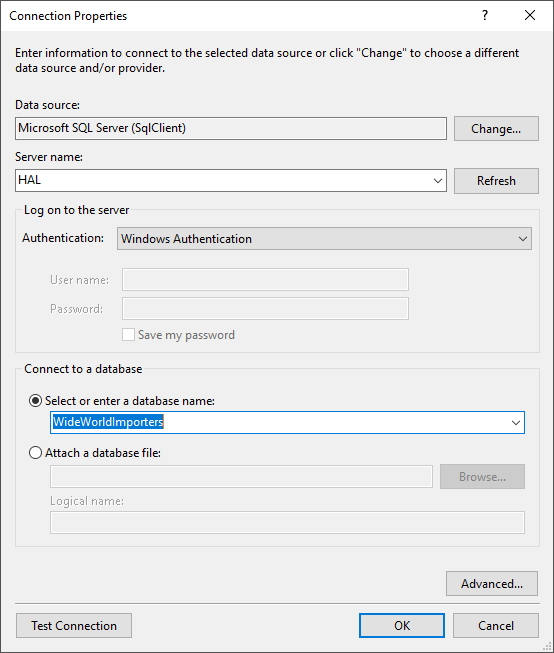 Connection Properties
?
Enter information to connect to the selected data source or click "Change" to choose a different
data source and/or provider.
Data source:
Microsoft SQL Server (SqlClient)
Change...
Server name:
HAL
Refresh
Log on to the server
Authentication:
Windows Authentication
User name:
Password:
Save my password
Connect to a database
Select or enter a database name:
WideWorldImporters
Attach a database file:
Browse...
Logical name:
Advanced...
Test Connection
OK
Cancel